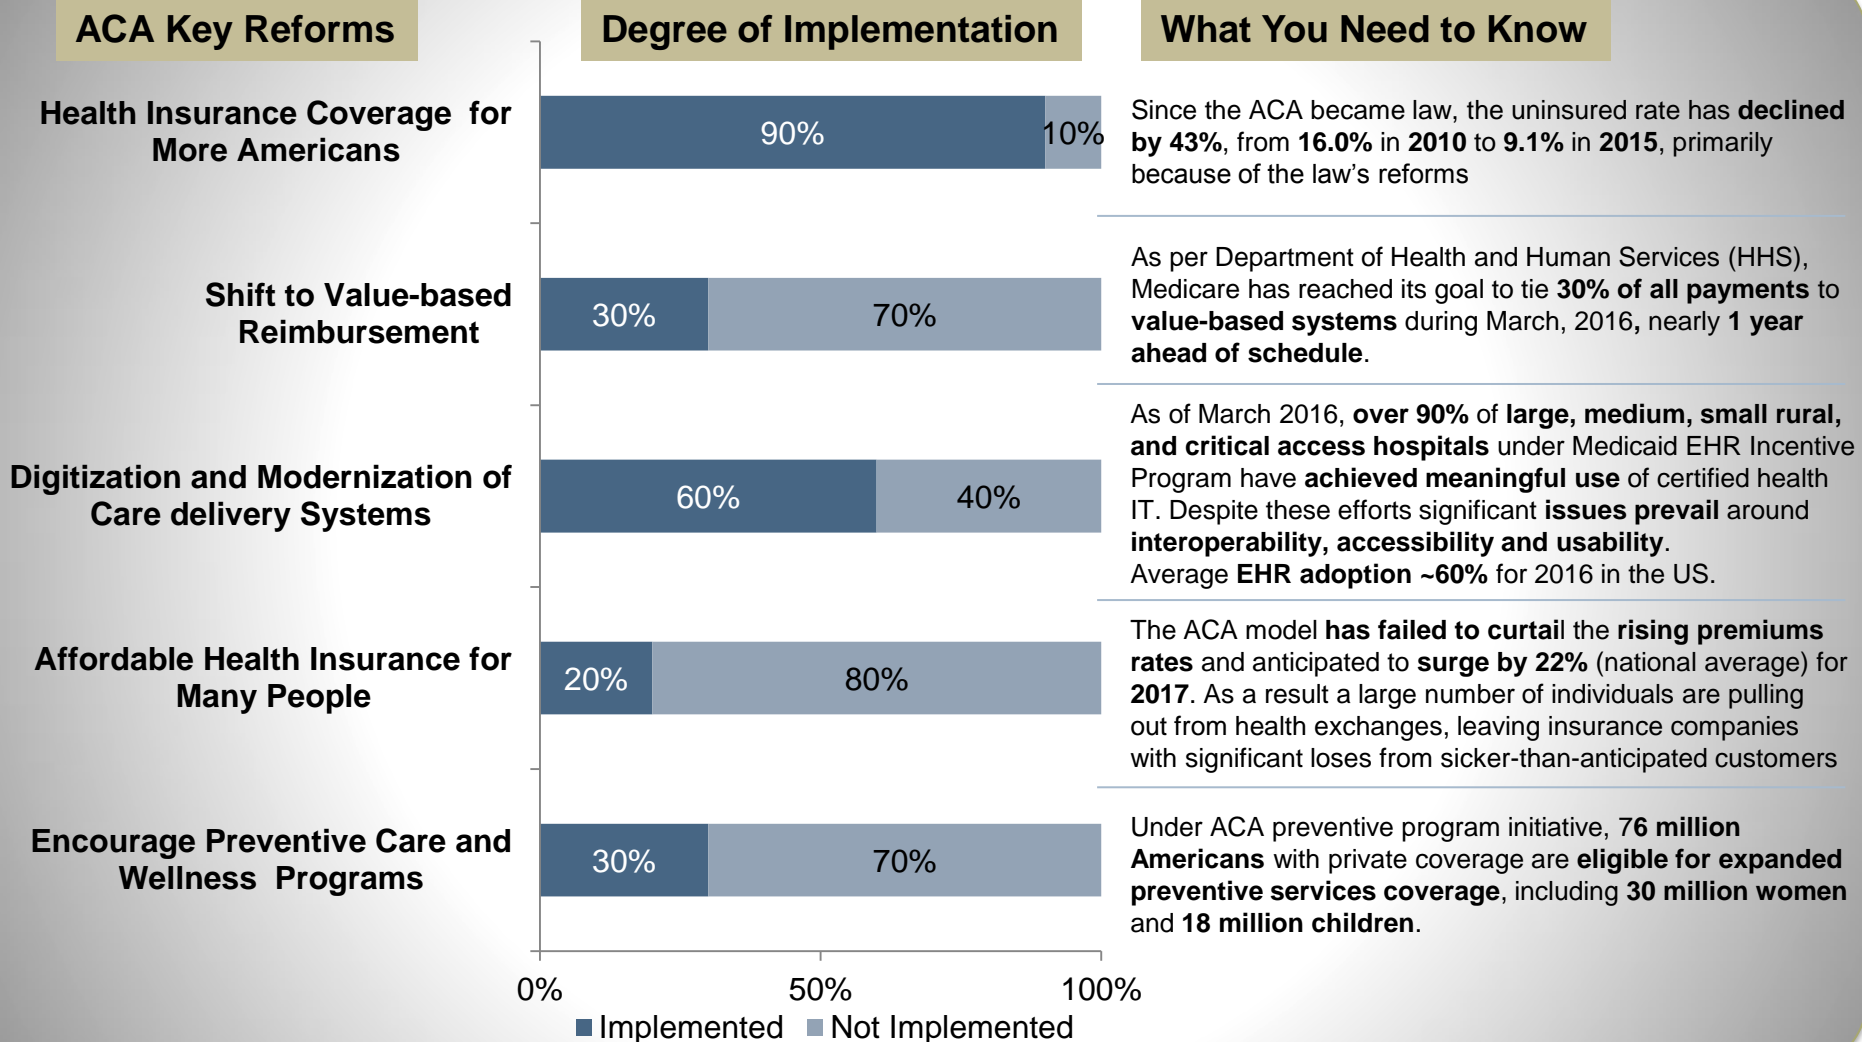 ACA Key Reforms
Degree of Implementation
What You Need to Know
Health Insurance Coverage  for
More Americans
90%
10%
Since the ACA became law, the uninsured rate has declined
by 43%, from 16.0% in 2010 to 9.1% in 2015, primarily
because of the law’s reforms
Shift to Value-based
Reimbursement
30%
70%
As per Department of Health and Human Services (HHS),
Medicare has reached its goal to tie 30% of all payments to
value-based systems during March, 2016, nearly 1 year
ahead of schedule.
Digitization and Modernization of
Care delivery Systems
60%
40%
As of March 2016, over 90% of large, medium, small rural,
and critical access hospitals under Medicaid EHR Incentive
Program have achieved meaningful use of certified health
IT. Despite these efforts significant issues prevail around
interoperability, accessibility and usability.
Average EHR adoption ~60% for 2016 in the US.
Affordable Health Insurance for
Many People
20%
80%
The ACA model has failed to curtail the rising premiums
rates and anticipated to surge by 22% (national average) for
2017. As a result a large number of individuals are pulling
out from health exchanges, leaving insurance companies
with significant loses from sicker-than-anticipated customers
Encourage Preventive Care and
Wellness  Programs
30%
70%
Under ACA preventive program initiative, 76 million
Americans with private coverage are eligible for expanded
preventive services coverage, including 30 million women
and 18 million children.
0%
50%
100%
Implemented
Not Implemented